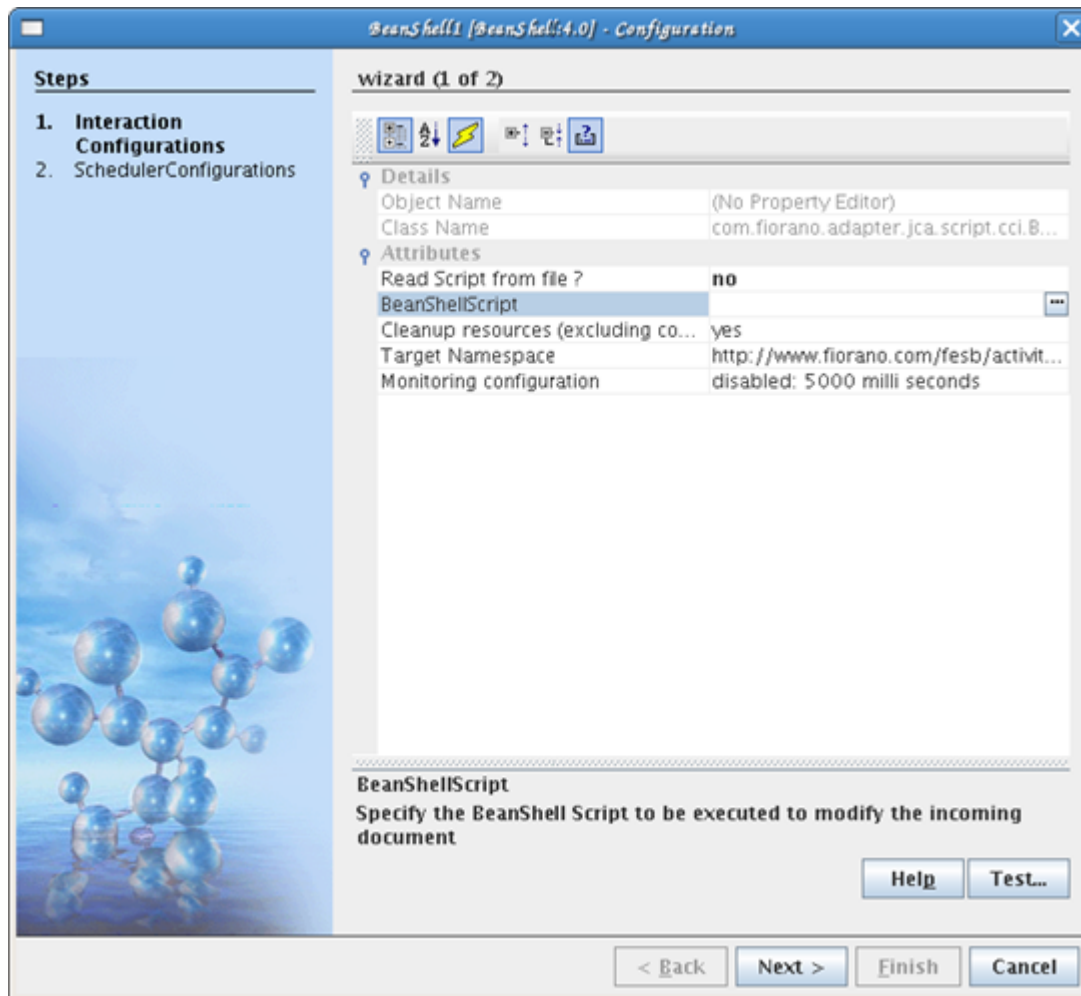 BeanShell1 [BeanShell:4.0] - Configuration
Steps
1. Interaction
Configurations
2. SchedulerConfigurations
wizard (1 of 2)
Details
Object Name (No Property Editor)
Class Name com.fiorano.adapter.jca.script.cci.B...
Attributes
Read Script from file ? no
BeanShellScript ...
Cleanup resources (excluding co... yes
Target Namespace http://www.fiorano.com/fesb/activit...
Monitoring configuration disabled: 5000 milli seconds
BeanShellScript
Specify the BeanShell Script to be executed to modify the incoming
document
Help Test...
< Back Next > Finish Cancel